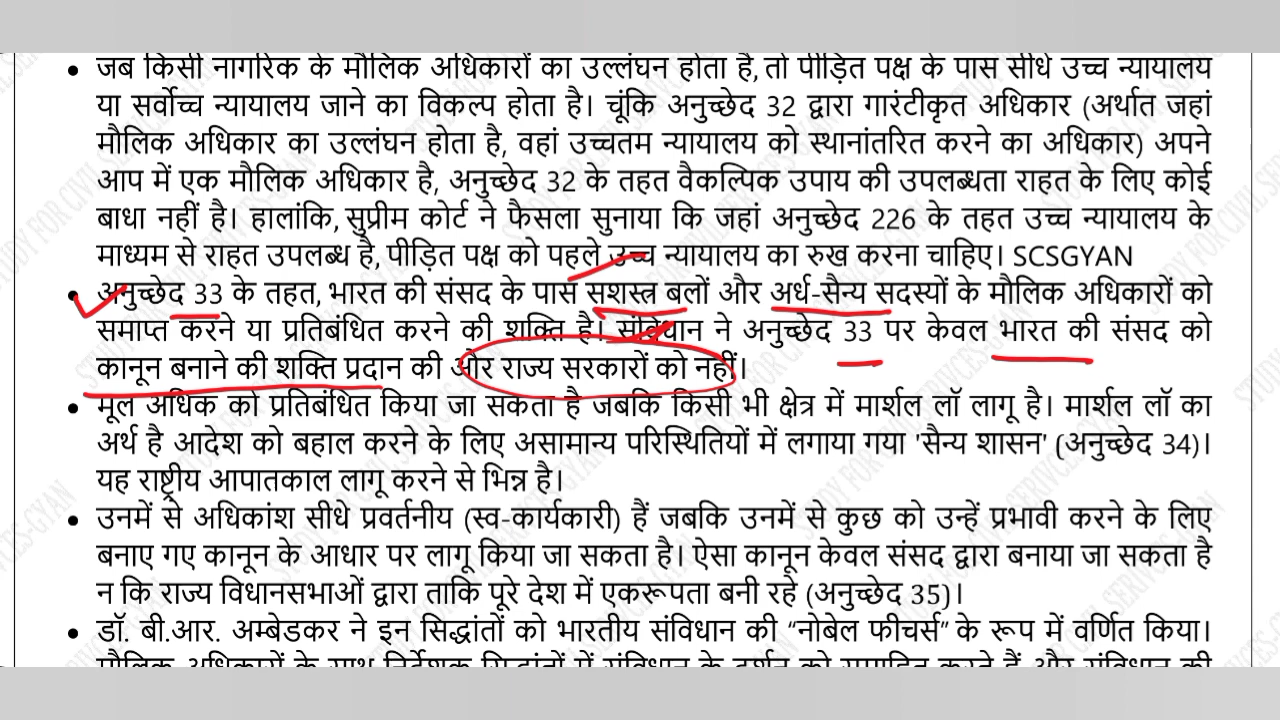 जब किसी नागरिक के मौलिक अधिकारों का उल्लंघन होता है, तो पीड़ित पक्ष के पास सीधे उच्च न्यायालय
या सर्वोच्च न्यायालय जाने का विकल्प होता है। चूंकि अनुच्छेद 32 द्वारा गारंटीकृत अधिकार (अर्थात जहां
मौलिक अधिकार का उल्लंघन होता है, वहां उच्चतम न्यायालय को स्थानांतरित करने का अधिकार) अपने
आप में एक मौलिक अधिकार है, अनुच्छेद 32 के तहत वैकल्पिक उपाय की उपलब्धता राहत के लिए कोई
बाधा नहीं है। हालांकि, सुप्रीम कोर्ट ने फैसला सुनाया कि जहां अनुच्छेद 226 के तहत उच्च न्यायालय के
माध्यम से राहत उपलब्ध है, पीड़ित पक्ष को पहले उच्च न्यायालय का रुख करना चाहिए। SCSGYAN
अनुच्छेद 33 के तहत, भारत की संसद के पास सशस्त्र बलों और अर्ध-सैन्य सदस्यों के मौलिक अधिकारों को
समाप्त करने या प्रतिबंधित करने की शक्ति है। संविधान ने अनुच्छेद 33 पर केवल भारत की संसद को
कानून बनाने की शक्ति प्रदान की और राज्य सरकारों को नहीं।
मूल अधिक को प्रतिबंधित किया जा सकता है जबकि किसी भी क्षेत्र में मार्शल लॉ लागू है। मार्शल लॉ का
अर्थ है आदेश को बहाल करने के लिए असामान्य परिस्थितियों में लगाया गया 'सैन्य शासन' (अनुच्छेद 34)।
यह राष्ट्रीय आपातकाल लागू करने से भिन्न है।
उनमें से अधिकांश सीधे प्रवर्तनीय (स्व-कार्यकारी) हैं जबकि उनमें से कुछ को उन्हें प्रभावी करने के लिए
बनाए गए कानून के आधार पर लागू किया जा सकता है। ऐसा कानून केवल संसद द्वारा बनाया जा सकता है
न कि राज्य विधानसभाओं द्वारा ताकि पूरे देश में एकरूपता बनी रहे (अनुच्छेद 35)।
डॉ. बी.आर. अम्बेडकर ने इन सिद्धांतों को भारतीय संविधान की “नोबेल फीचर्स” के रूप में वर्णित किया।
मौलिक अधिकारों के साथ निर्देशक सिद्धांतों में संविधान के दर्शन को समाहित करते हैं और संविधान की